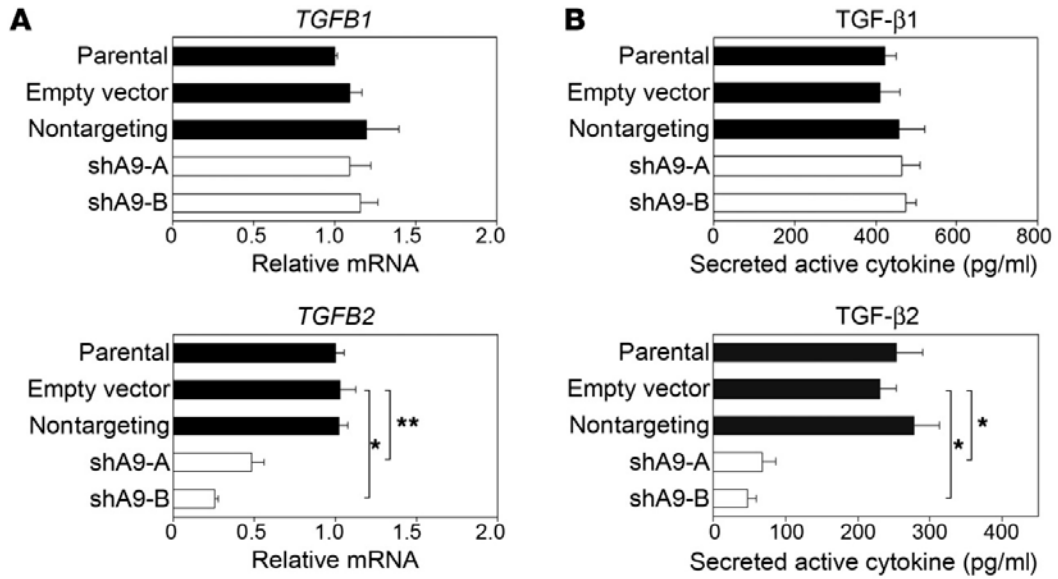 A
TGFB1
Parental
Empty vector
Nontargeting
shA9-A
shA9-B
0 0.5 1.0 1.5 2.0
Relative mRNA
B
TGF-β1
Parental
Empty vector
Nontargeting
shA9-A
shA9-B
0 200 400 600 800
Secreted active cytokine (pg/ml)
TGFB2
Parental
Empty vector
Nontargeting
shA9-A
shA9-B
* **
0 0.5 1.0 1.5 2.0
Relative mRNA
TGF-β2
Parental
Empty vector
Nontargeting
shA9-A
shA9-B
* *
0 100 200 300 400
Secreted active cytokine (pg/ml)